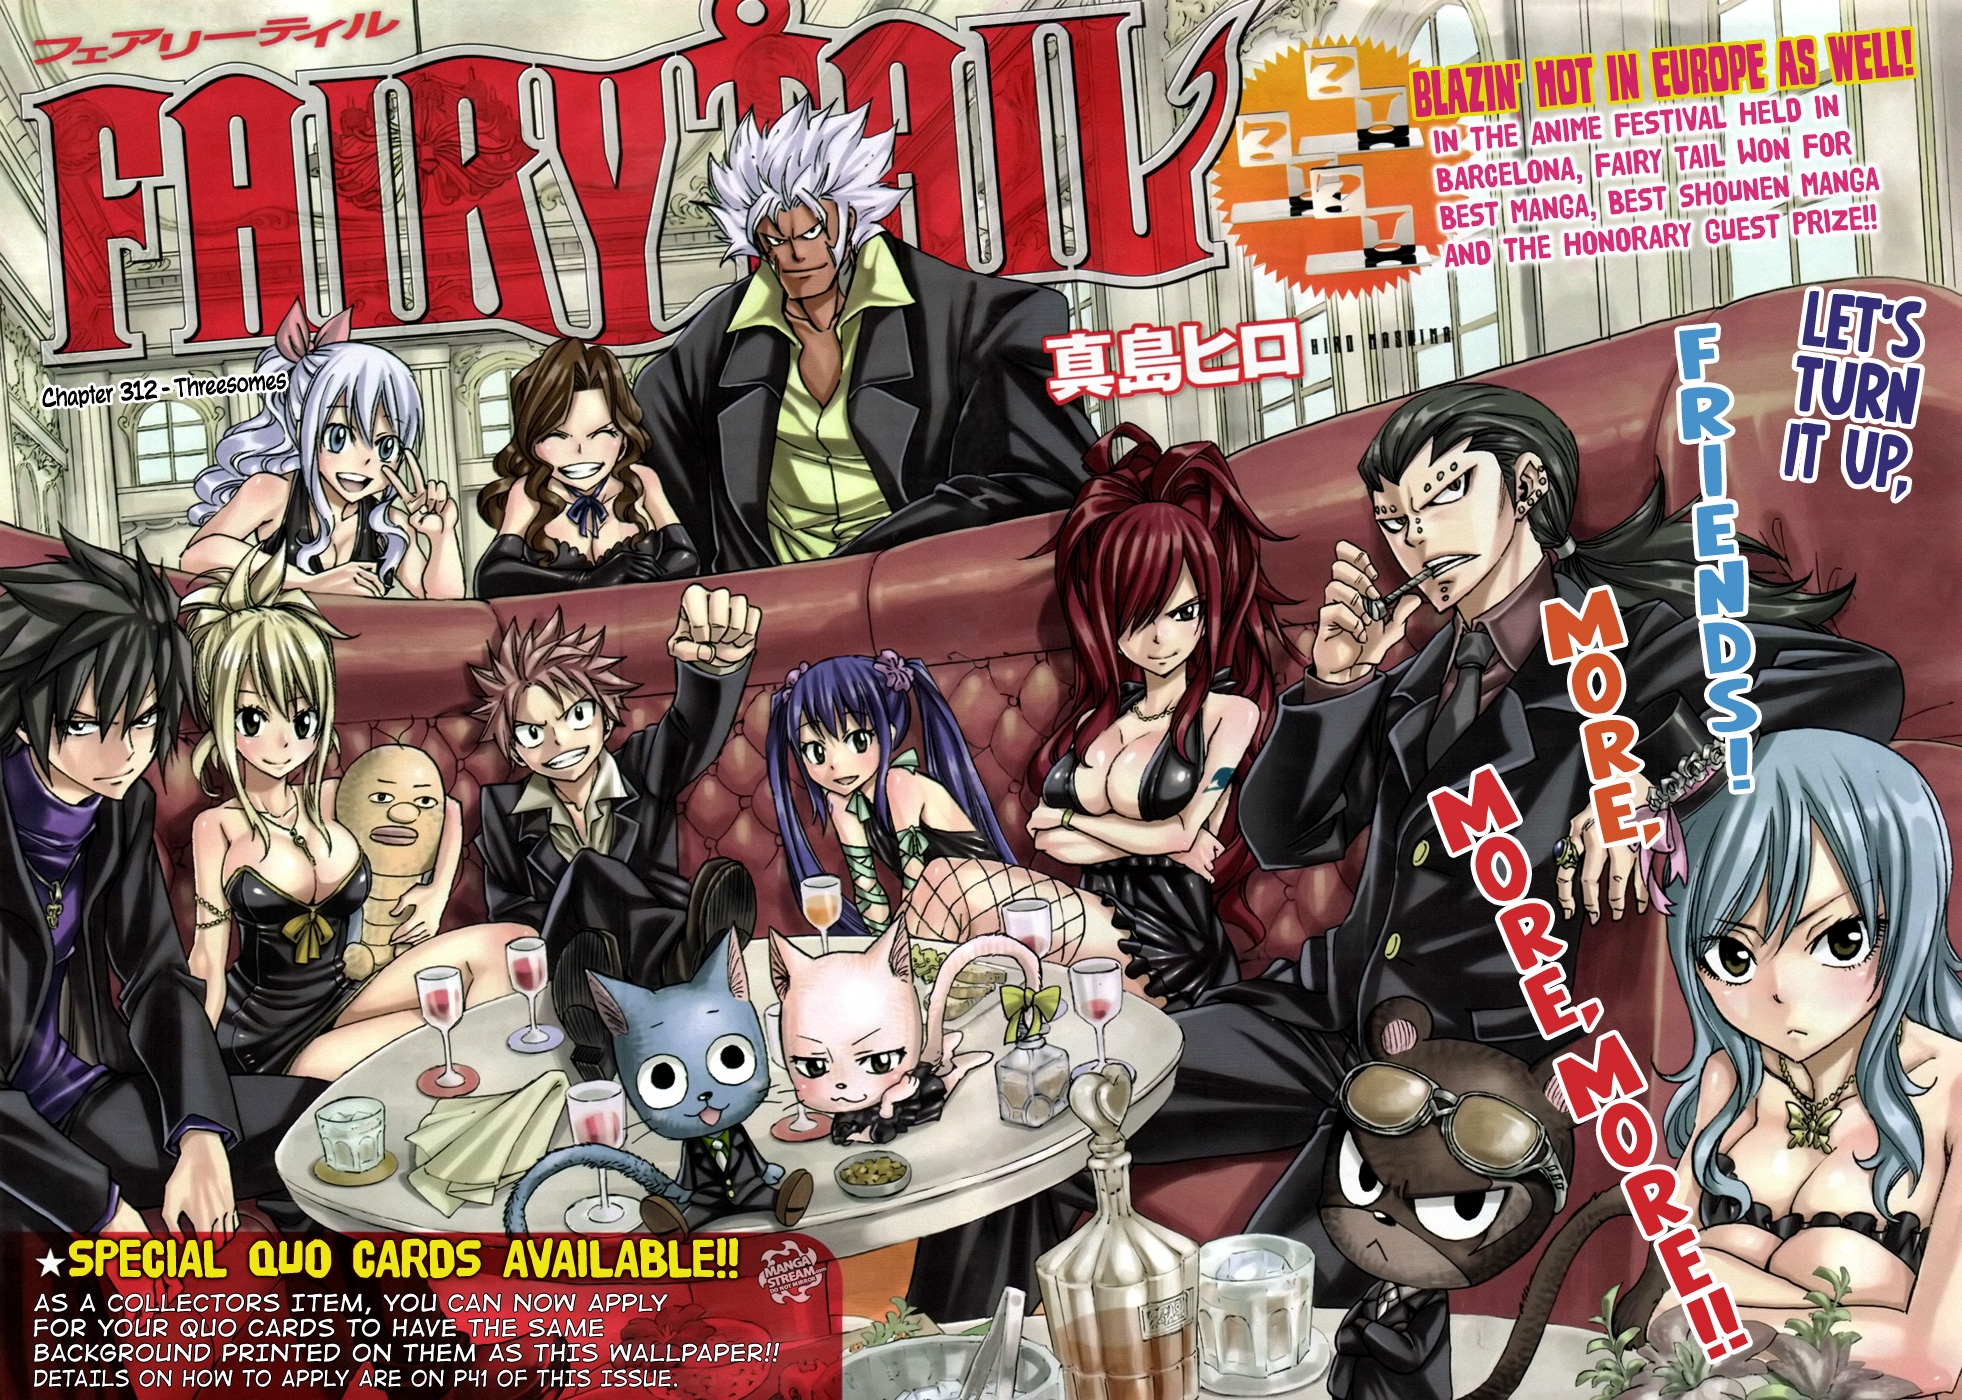 フェアリーテイル
FAIRY TAIL
BLAZIN' HOT IN EUROPE AS WELL!
IN THE ANIME FESTIVAL HELD IN
BARCELONA, FAIRY TAIL WON FOR
BEST MANGA, BEST SHOUNEN MANGA
AND THE HONORARY GUEST PRIZE!!
真島ヒロ
HIRO MASHIMA
Chapter 312 - Threesomes
LET'S
TURN
IT UP,
FRIENDS!
MORE,
MORE, MORE!!
★SPECIAL QUO CARDS AVAILABLE!!
MANGA
STREAM.com
DO NOT MIRROR
AS A COLLECTORS ITEM, YOU CAN NOW APPLY
FOR YOUR QUO CARDS TO HAVE THE SAME
BACKGROUND PRINTED ON THEM AS THIS WALLPAPER!!
DETAILS ON HOW TO APPLY ARE ON P41 OF THIS ISSUE.